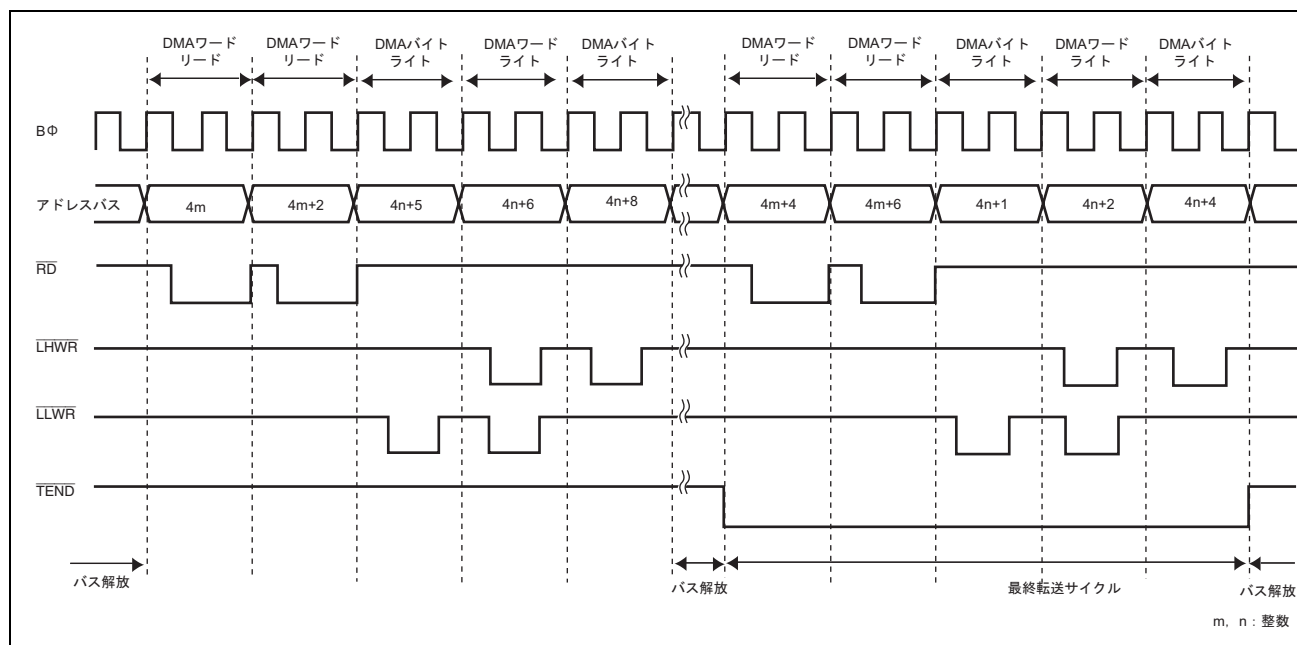 DMAワード
リード
DMAワード
リード
DMAバイト
ライト
DMAワード
ライト
DMAバイト
ライト
DMAワード
リード
DMAワード
リード
DMAバイト
ライト
DMAワード
ライト
DMAバイト
ライト
BΦ
アドレスバス
4m
4m+2
4n+5
4n+6
4n+8
4m+4
4m+6
4n+1
4n+2
4n+4
RD
LHWR
LLWR
TEND
バス解放
バス解放
最終転送サイクル
バス解放
m, n : 整数